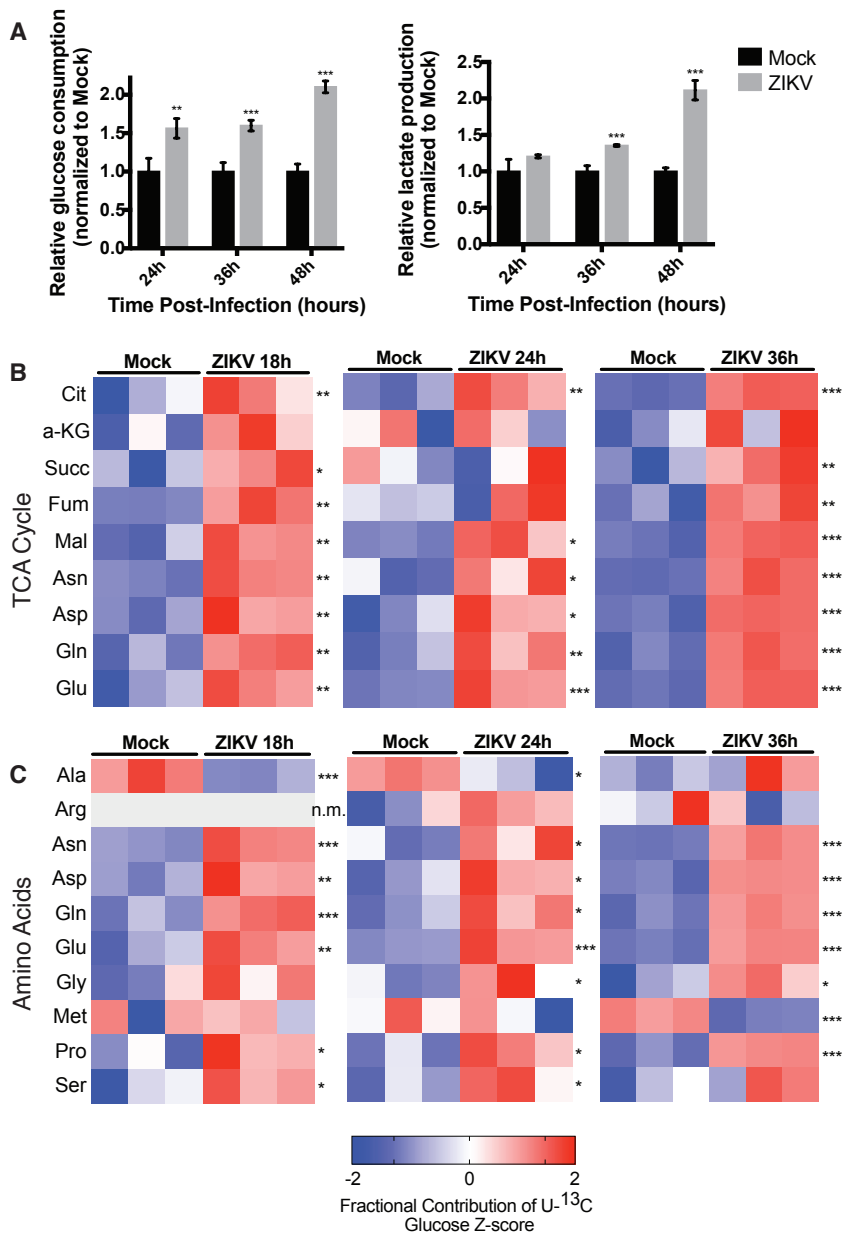 A
Relative glucose consumption
(normalized to Mock)
2.5
2.0
1.5
1.0
0.5
0.0
** *** ***
24h 36h 48h
Time Post-Infection (hours)
Relative lactate production
(normalized to Mock)
2.5
2.0
1.5
1.0
0.5
0.0
*** ***
24h 36h 48h
Time Post-Infection (hours)
Mock
ZIKV
B
Mock ZIKV 18h Mock ZIKV 24h Mock ZIKV 36h
TCA Cycle
Cit ** ** ***
a-KG
Succ * **
Fum ** **
Mal ** * ***
Asn ** * ***
Asp ** * ***
Gln ** ** ***
Glu ** *** ***
C
Mock ZIKV 18h Mock ZIKV 24h Mock ZIKV 36h
Amino Acids
Ala *** *
Arg n.m.
Asn *** * ***
Asp ** * ***
Gln *** * ***
Glu ** *** ***
Gly * *
Met ***
Pro * * ***
Ser * *
-2 0 2
Fractional Contribution of U-¹³C
Glucose Z-score